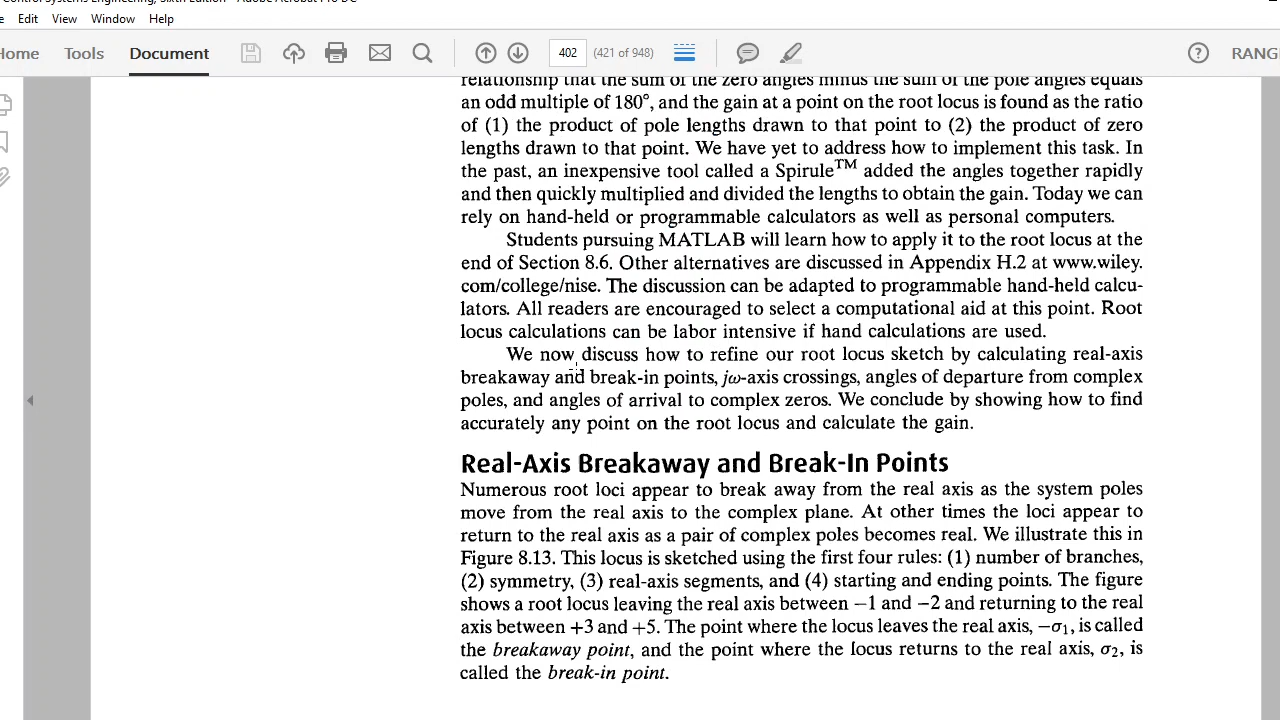 Control Systems Engineering, Sixth Edition - Adobe Acrobat Pro DC
Edit View Window Help
Home Tools Document 402 (421 of 948) RANG
relationship that the sum of the zero angles minus the sum of the pole angles equals
an odd multiple of 180°, and the gain at a point on the root locus is found as the ratio
of (1) the product of pole lengths drawn to that point to (2) the product of zero
lengths drawn to that point. We have yet to address how to implement this task. In
the past, an inexpensive tool called a Spirule™ added the angles together rapidly
and then quickly multiplied and divided the lengths to obtain the gain. Today we can
rely on hand-held or programmable calculators as well as personal computers.
Students pursuing MATLAB will learn how to apply it to the root locus at the
end of Section 8.6. Other alternatives are discussed in Appendix H.2 at www.wiley.
com/college/nise. The discussion can be adapted to programmable hand-held calcu-
lators. All readers are encouraged to select a computational aid at this point. Root
locus calculations can be labor intensive if hand calculations are used.
We now discuss how to refine our root locus sketch by calculating real-axis
breakaway and break-in points, jω-axis crossings, angles of departure from complex
poles, and angles of arrival to complex zeros. We conclude by showing how to find
accurately any point on the root locus and calculate the gain.
Real-Axis Breakaway and Break-In Points
Numerous root loci appear to break away from the real axis as the system poles
move from the real axis to the complex plane. At other times the loci appear to
return to the real axis as a pair of complex poles becomes real. We illustrate this in
Figure 8.13. This locus is sketched using the first four rules: (1) number of branches,
(2) symmetry, (3) real-axis segments, and (4) starting and ending points. The figure
shows a root locus leaving the real axis between −1 and −2 and returning to the real
axis between +3 and +5. The point where the locus leaves the real axis, −σ₁, is called
the breakaway point, and the point where the locus returns to the real axis, σ₂, is
called the break-in point.